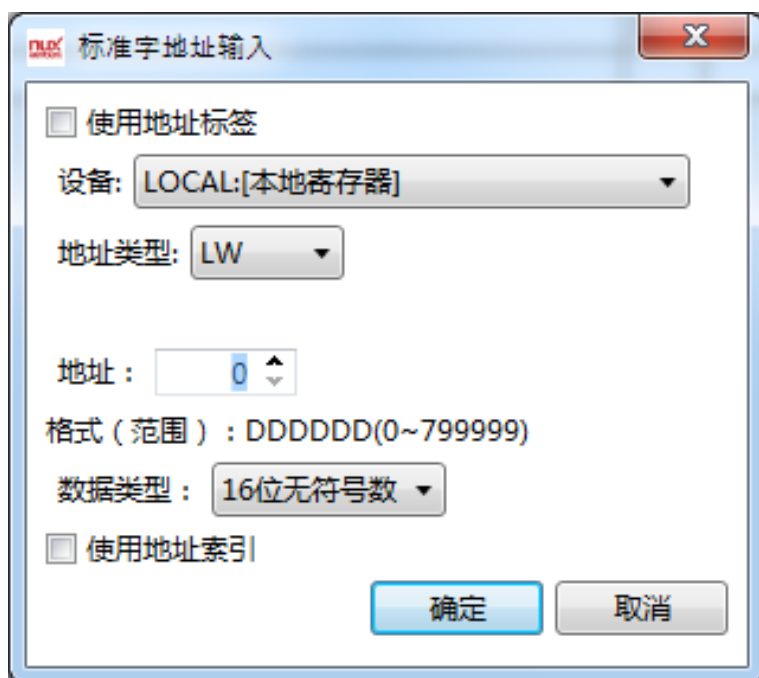 nux 标准字地址输入
使用地址标签
设备: LOCAL:[本地寄存器]
地址类型: LW
地址： 0
格式（范围）：DDDDDD(0~799999)
数据类型： 16位无符号数
使用地址索引
确定 取消